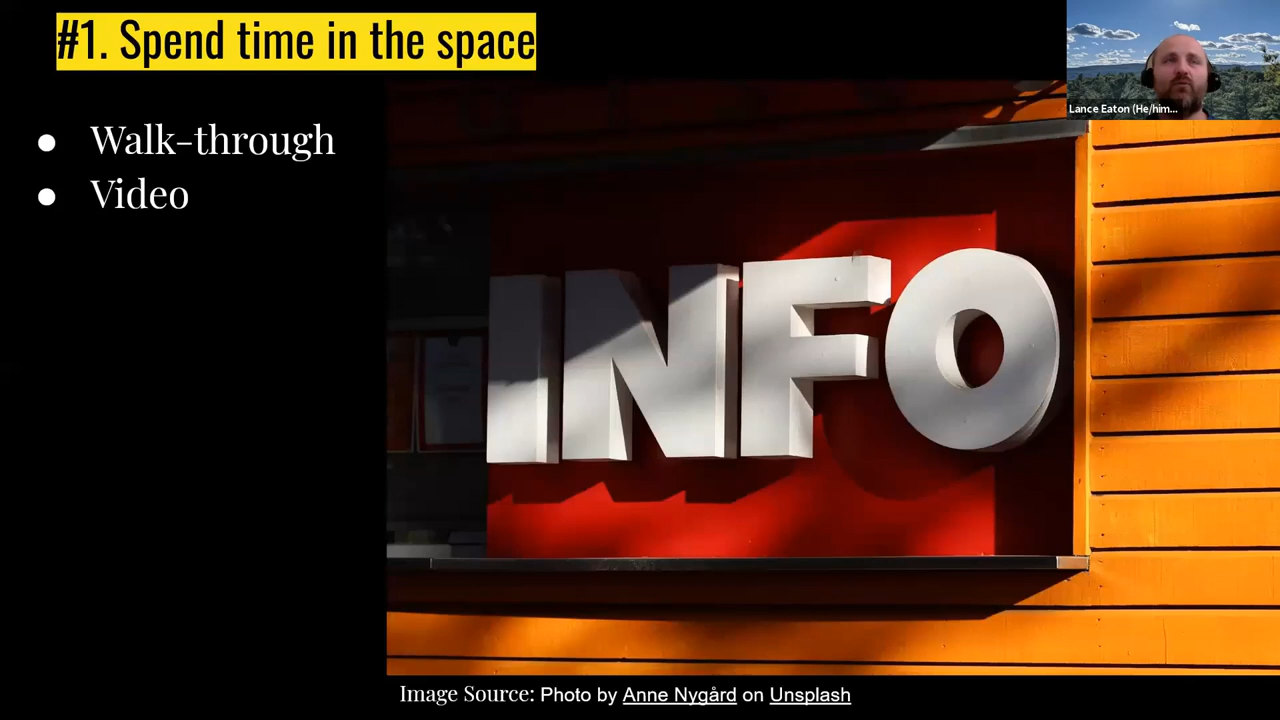 #1. Spend time in the space
Lance Eaton (He/him...
● Walk-through
● Video
INFO
Image Source: Photo by Anne Nygård on Unsplash